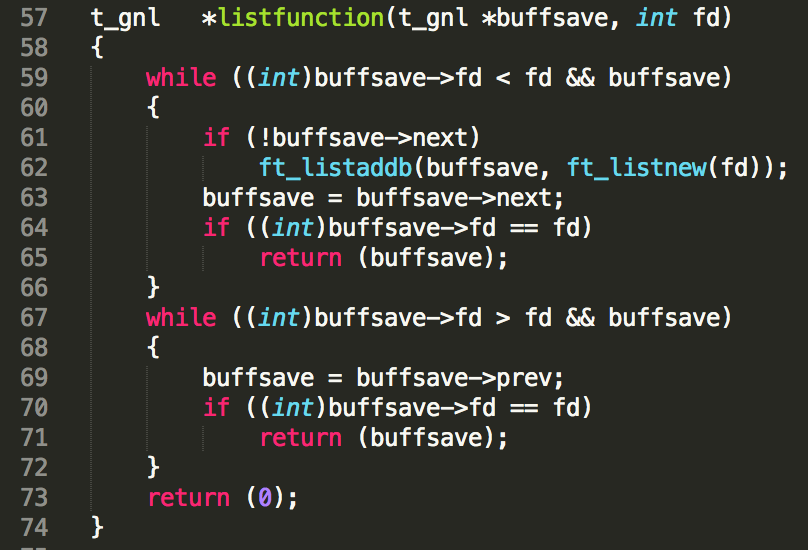 57 t_gnl *listfunction(t_gnl *buffsave, int fd)
58 {
59 while ((int)buffsave->fd < fd && buffsave)
60 {
61 if (!buffsave->next)
62 ft_listaddb(buffsave, ft_listnew(fd));
63 buffsave = buffsave->next;
64 if ((int)buffsave->fd == fd)
65 return (buffsave);
66 }
67 while ((int)buffsave->fd > fd && buffsave)
68 {
69 buffsave = buffsave->prev;
70 if ((int)buffsave->fd == fd)
71 return (buffsave);
72 }
73 return (0);
74 }